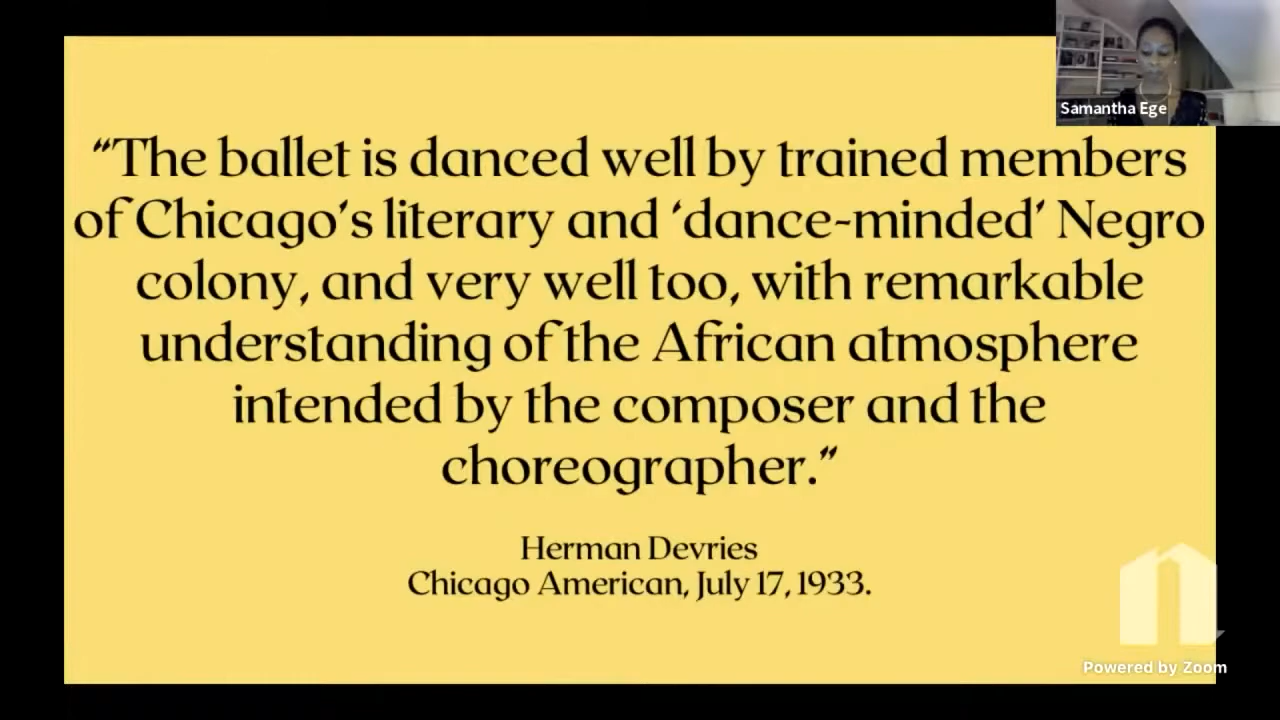 Samantha Ege
“The ballet is danced well by trained members
of Chicago’s literary and ‘dance-minded’ Negro
colony, and very well too, with remarkable
understanding of the African atmosphere
intended by the composer and the
choreographer.”
Herman Devries
Chicago American, July 17, 1933.
Powered by Zoom